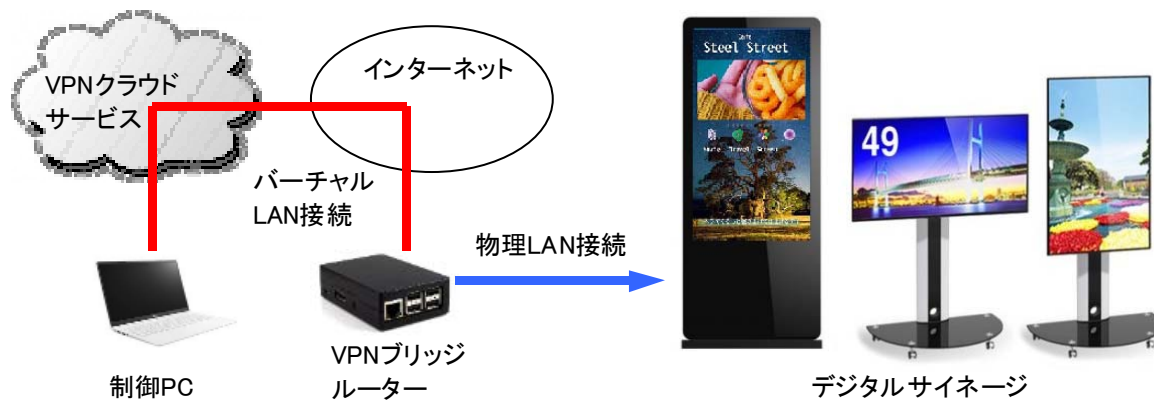 VPNクラウド
サービス
インターネット
バーチャル
LAN接続
物理LAN接続
制御PC
VPNブリッジ
ルーター
Steel Street
49
デジタルサイネージ